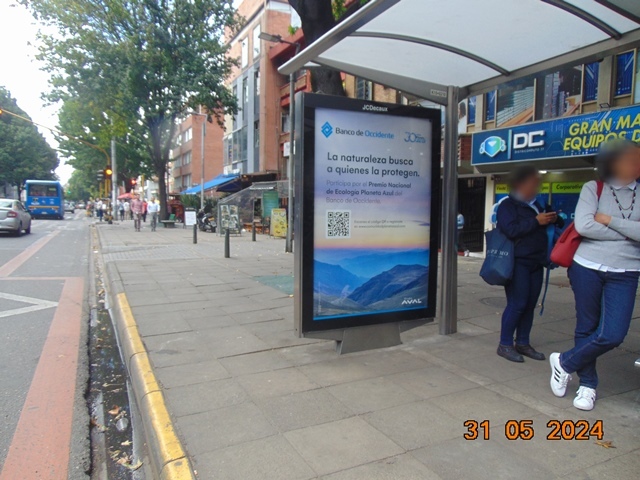 JCDecaux
Banco de Occidente
La naturaleza busca
a quienes la protegen.
Participa por el Premio Nacional
de Ecología Planeta Azul del
Banco de Occidente.
AVAL
DC
GRAN MA
EQUIPOS D
31 05 2024